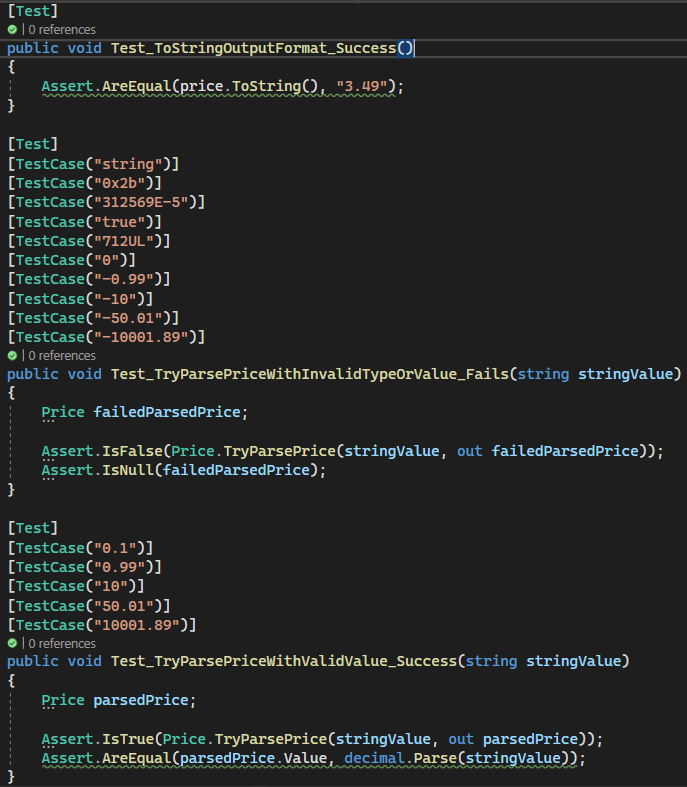 [Test]
| 0 references
public void Test_ToStringOutputFormat_Success()
{
    Assert.AreEqual(price.ToString(), "3.49");
}
[Test]
[TestCase("string")]
[TestCase("0x2b")]
[TestCase("312569E-5")]
[TestCase("true")]
[TestCase("712UL")]
[TestCase("0")]
[TestCase("-0.99")]
[TestCase("-10")]
[TestCase("-50.01")]
[TestCase("-10001.89")]
| 0 references
public void Test_TryParsePriceWithInvalidTypeOrValue_Fails(string stringValue)
{
    Price failedParsedPrice;
    Assert.IsFalse(Price.TryParsePrice(stringValue, out failedParsedPrice));
    Assert.IsNull(failedParsedPrice);
}
[Test]
[TestCase("0.1")]
[TestCase("0.99")]
[TestCase("10")]
[TestCase("50.01")]
[TestCase("10001.89")]
| 0 references
public void Test_TryParsePriceWithValidValue_Success(string stringValue)
{
    Price parsedPrice;
    Assert.IsTrue(Price.TryParsePrice(stringValue, out parsedPrice));
    Assert.AreEqual(parsedPrice.Value, decimal.Parse(stringValue));
}